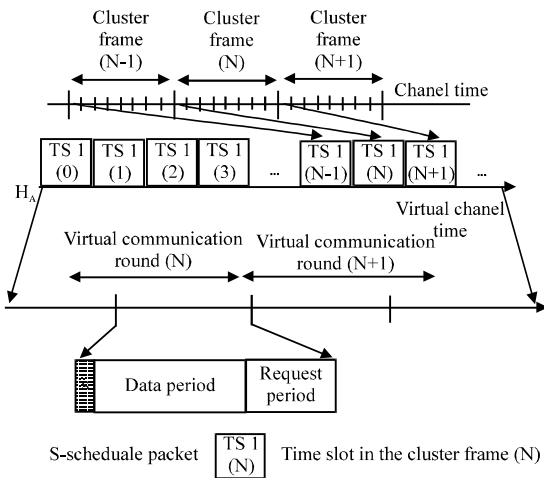 Cluster frame (N-1)
Cluster frame (N)
Cluster frame (N+1)
Chanel time
TS 1 (0)
TS 1 (1)
TS 1 (2)
TS 1 (3)
...
TS 1 (N-1)
TS 1 (N)
TS 1 (N+1)
...
H_A
Virtual chanel time
Virtual communication round (N)
Virtual communication round (N+1)
Data period
Request period
S-scheduale packet
TS 1 (N)
Time slot in the cluster frame (N)